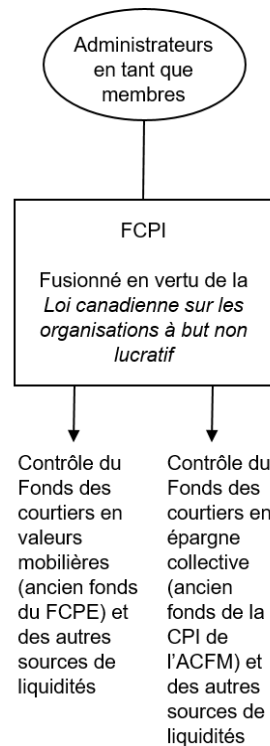 Administrateurs
en tant que
membres
FCPI
Fusionné en vertu de la
Loi canadienne sur les
organisations à but non
lucratif
Contrôle du
Fonds des
courtiers en
valeurs
mobilières
(ancien fonds
du FCPE) et
des autres
sources de
liquidités
Contrôle du
Fonds des
courtiers en
épargne
collective
(ancien
fonds de la
CPI de
l'ACFM) et
des autres
sources de
liquidités